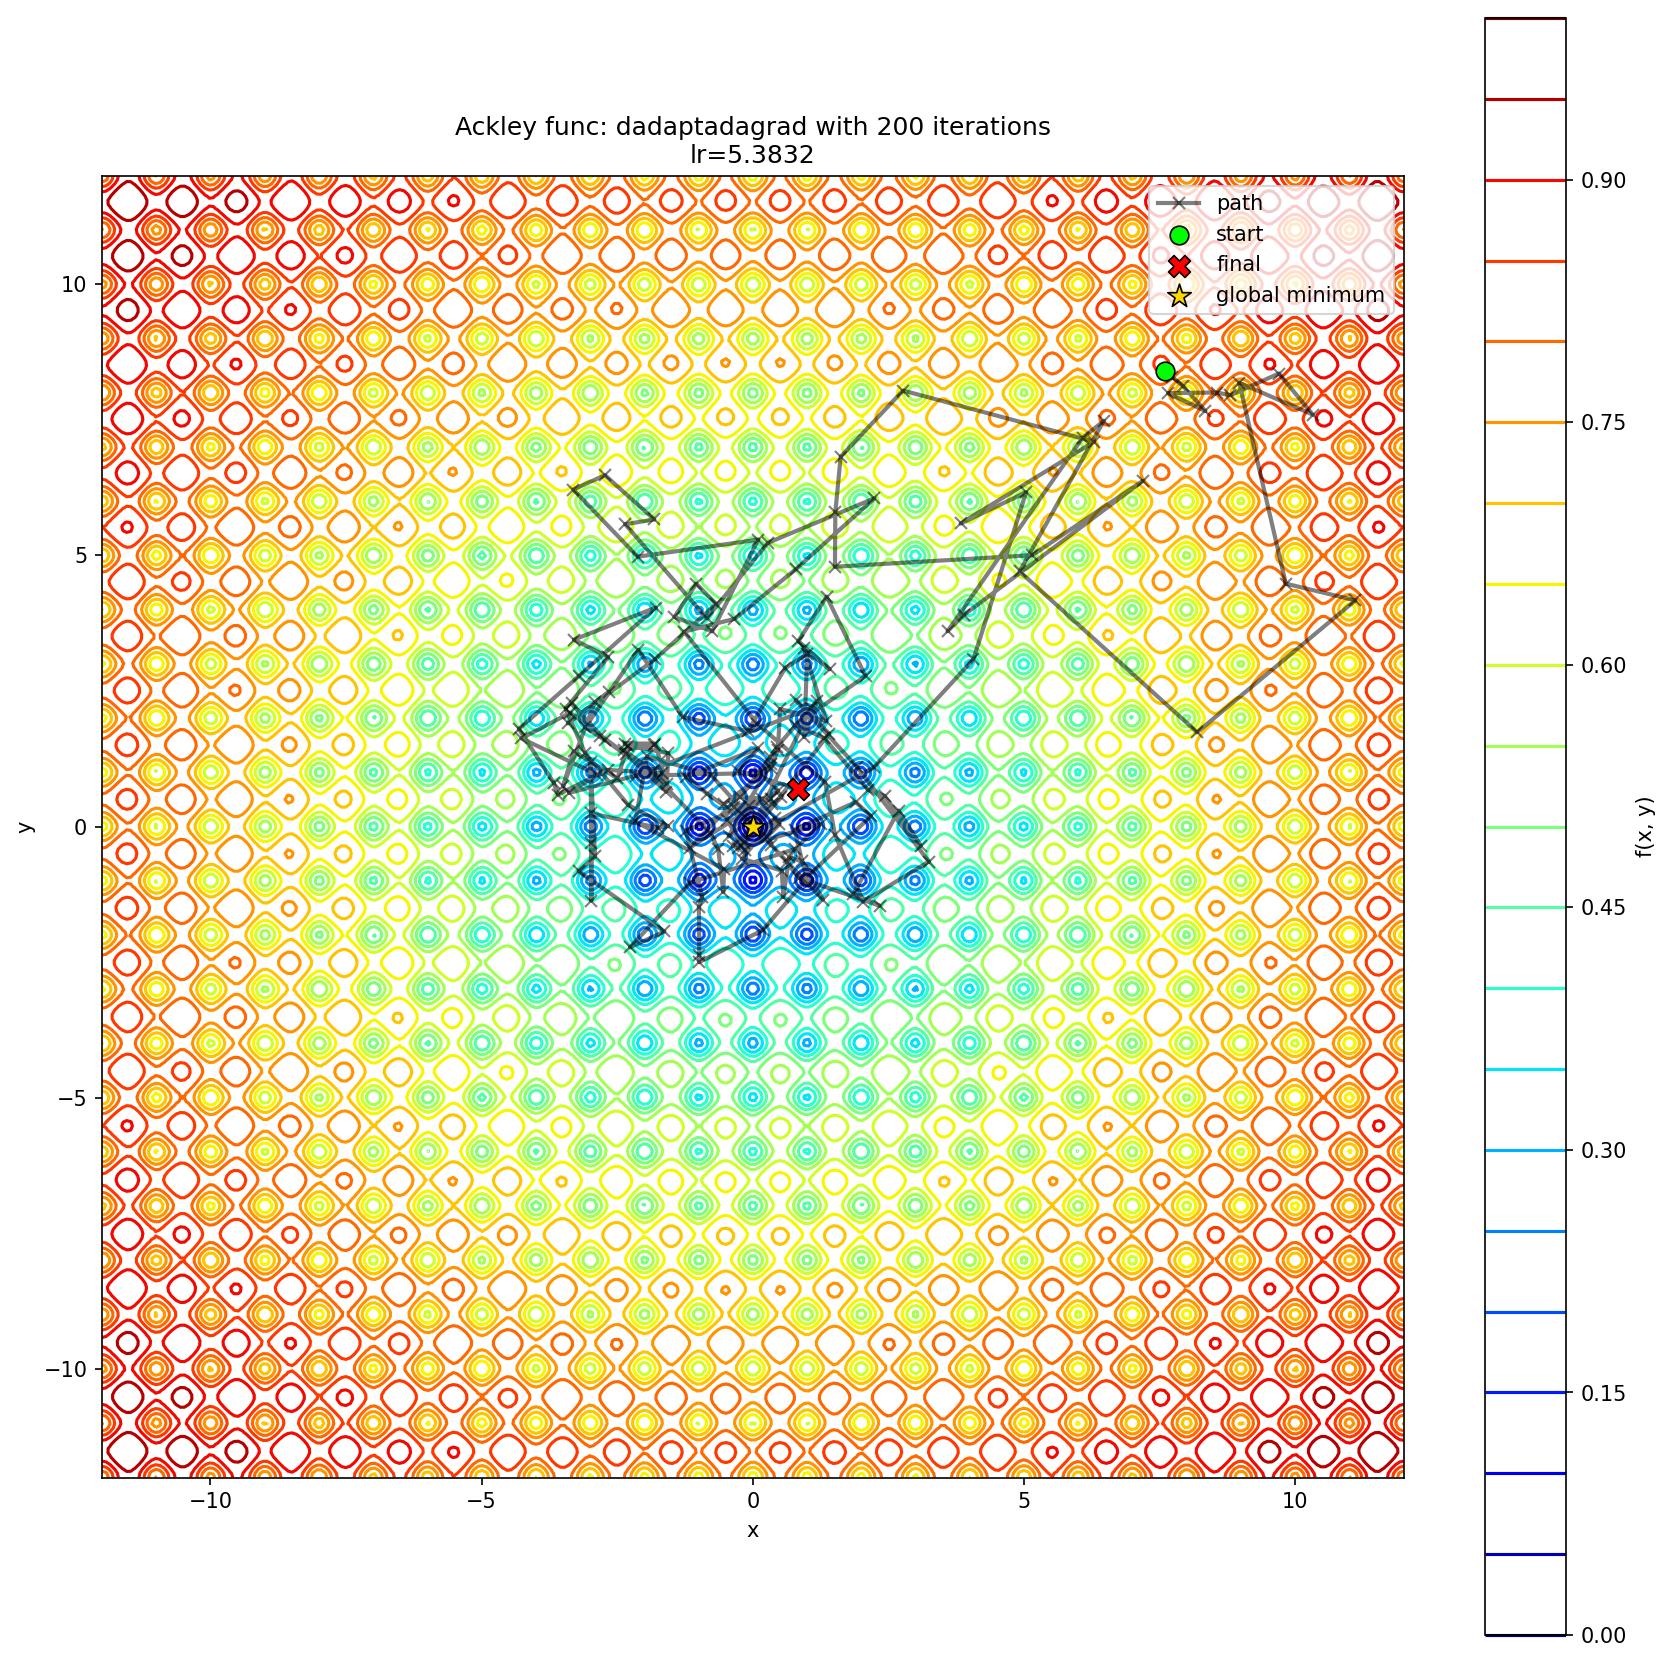 Ackley func: dadaptadagrad with 200 iterations
lr=5.3832
path
start
final
global minimum
10
5
0
−5
−10
−10
−5
0
5
10
x
y
0.90
0.75
0.60
0.45
0.30
0.15
0.00
f(x, y)